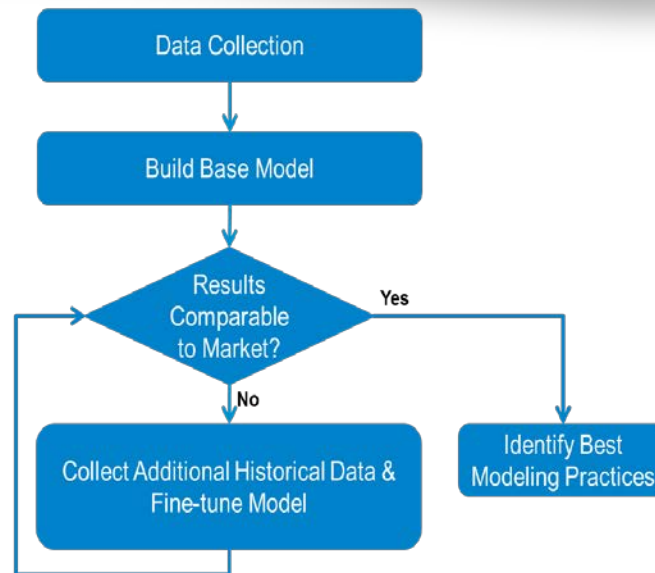 Data Collection
Build Base Model
Results
Comparable
to Market?
Yes
No
Collect Additional Historical Data &
Fine-tune Model
Identify Best
Modeling Practices